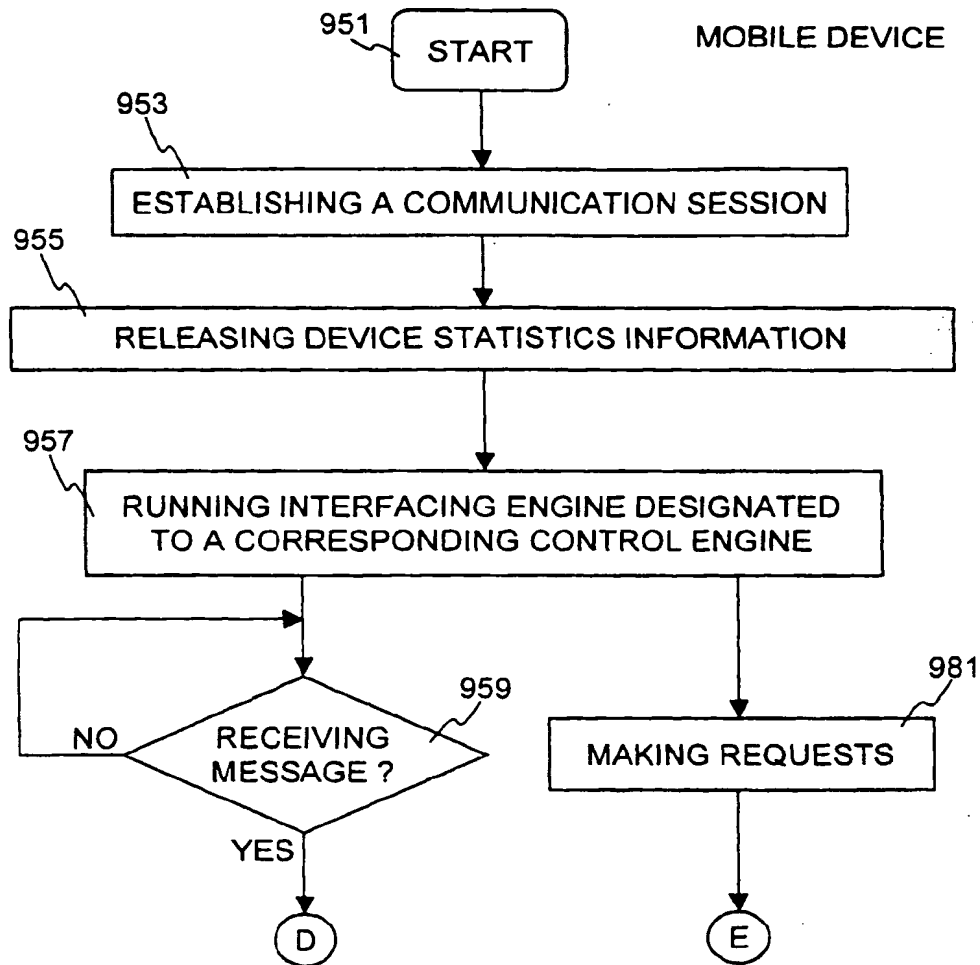 951
START
MOBILE DEVICE
953
ESTABLISHING A COMMUNICATION SESSION
955
RELEASING DEVICE STATISTICS INFORMATION
957
RUNNING INTERFACING ENGINE DESIGNATED
TO A CORRESPONDING CONTROL ENGINE
959
NO
RECEIVING
MESSAGE ?
YES
D
981
MAKING REQUESTS
E